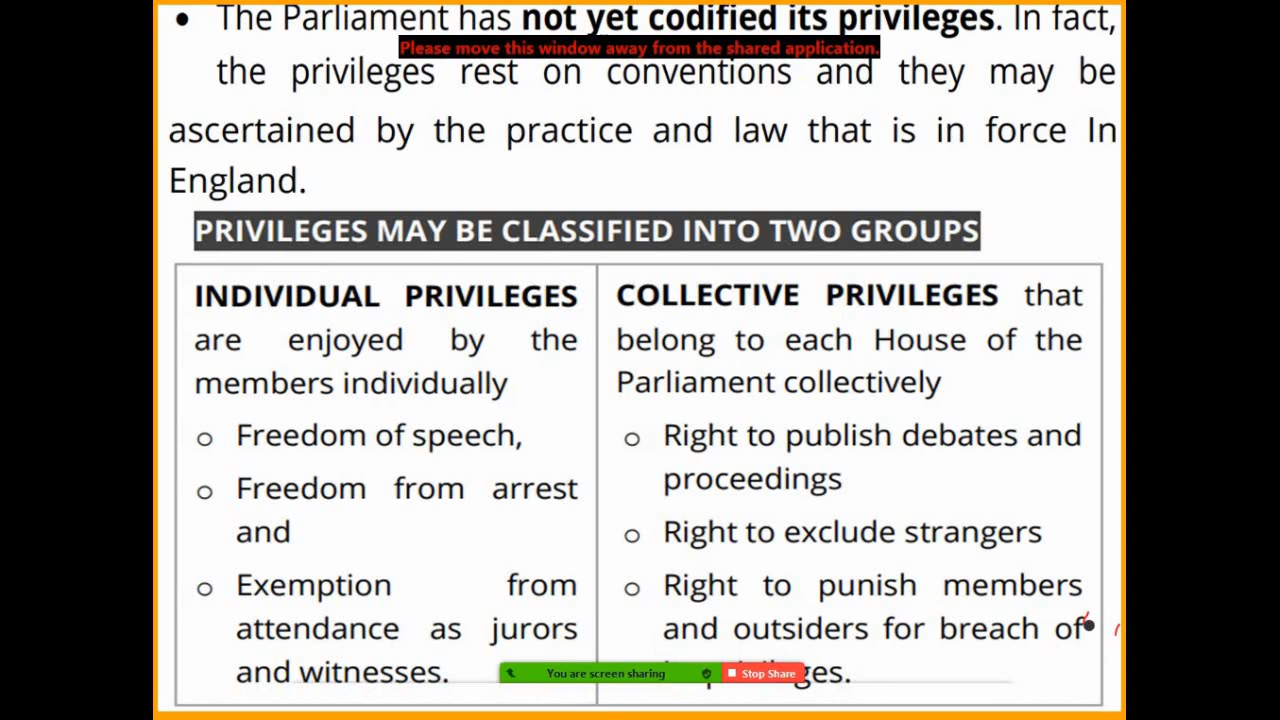 • The Parliament has not yet codified its privileges. In fact,
Please move this window away from the shared application.
the privileges rest on conventions and they may be
ascertained by the practice and law that is in force In
England.
PRIVILEGES MAY BE CLASSIFIED INTO TWO GROUPS
INDIVIDUAL PRIVILEGES
are enjoyed by the
members individually
o Freedom of speech,
o Freedom from arrest
and
o Exemption from
attendance as jurors
and witnesses.
COLLECTIVE PRIVILEGES that
belong to each House of the
Parliament collectively
o Right to publish debates and
proceedings
o Right to exclude strangers
o Right to punish members
and outsiders for breach of
You are screen sharing
Stop Share